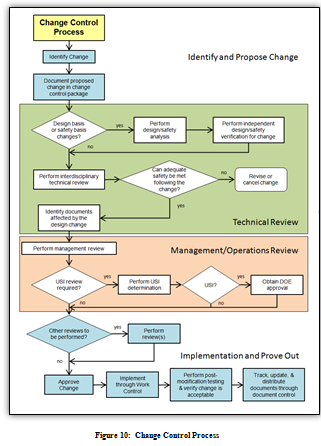 Change Control
Process
Identify and Propose Change
Identify Change
Document proposed
change in change
control package
Design basis
or safety basis
changes?
yes
no
Perform
design/safety
analysis
Perform independent
design/safety
verification for change
Perform interdisciplinary
technical review
Can adequate
safety be met
following the
change?
no
yes
Revise or
cancel change
Identify documents
affected by the
design change
Technical Review
Perform management review
Management/Operations Review
USI review
required?
yes
no
Perform USI
determination
USI?
yes
no
Obtain DOE
approval
Other reviews to
be performed?
yes
no
Perform
review(s)
Implementation and Prove Out
Approve
Change
Implement
through Work
Control
Perform post-
modification testing
& verify change is
acceptable
Track, update, &
distribute
documents through
document control
Figure 10: Change Control Process